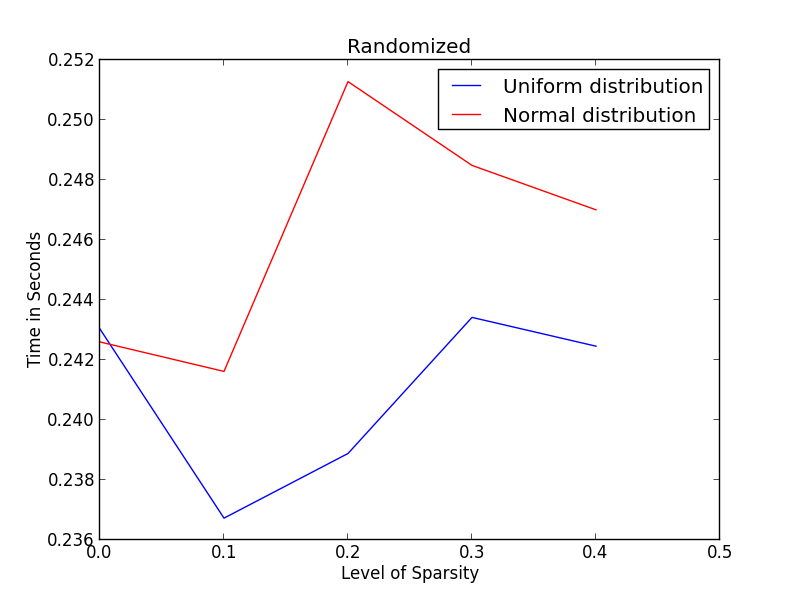 Randomized
0.252
0.250
0.248
0.246
0.244
0.242
0.240
0.238
0.236
Time in Seconds
Uniform distribution
Normal distribution
0.0 0.1 0.2 0.3 0.4 0.5
Level of Sparsity